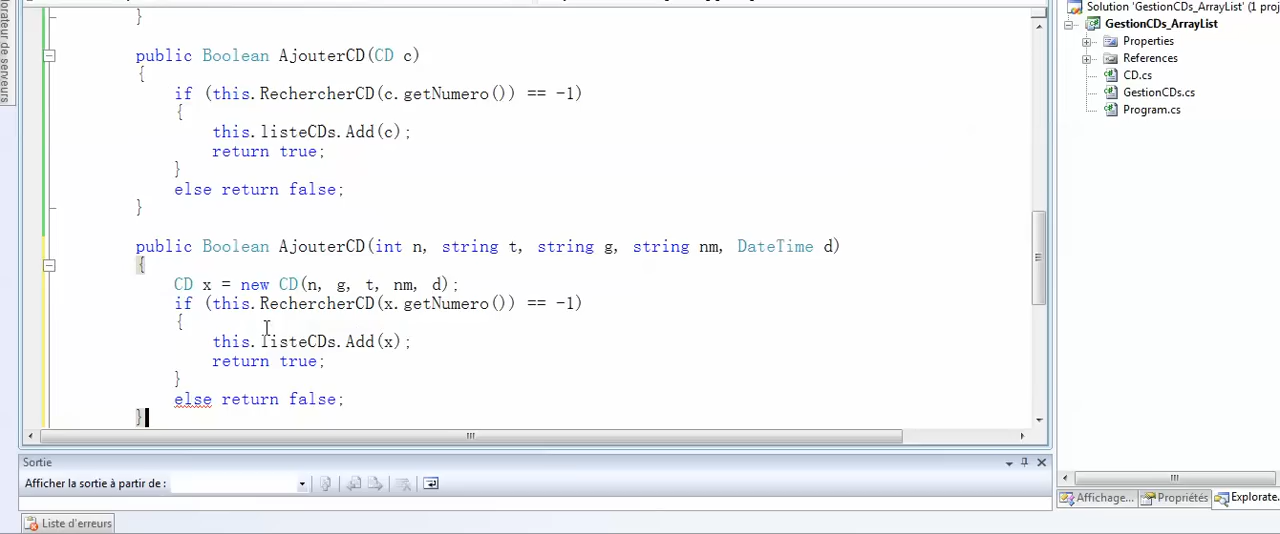 Solution 'GestionCDs_ArrayList' (1 proj
GestionCDs_ArrayList
Properties
References
CD.cs
GestionCDs.cs
Program.cs
lorateur de serveurs
}
public Boolean AjouterCD(CD c)
{
if (this.RechercherCD(c.getNumero()) == -1)
{
this.listeCDs.Add(c);
return true;
}
else return false;
}
public Boolean AjouterCD(int n, string t, string g, string nm, DateTime d)
{
CD x = new CD(n, g, t, nm, d);
if (this.RechercherCD(x.getNumero()) == -1)
{
this.listeCDs.Add(x);
return true;
}
else return false;
}
Sortie
Afficher la sortie à partir de :
Affichage... Propriétés Explorate.
Liste d'erreurs